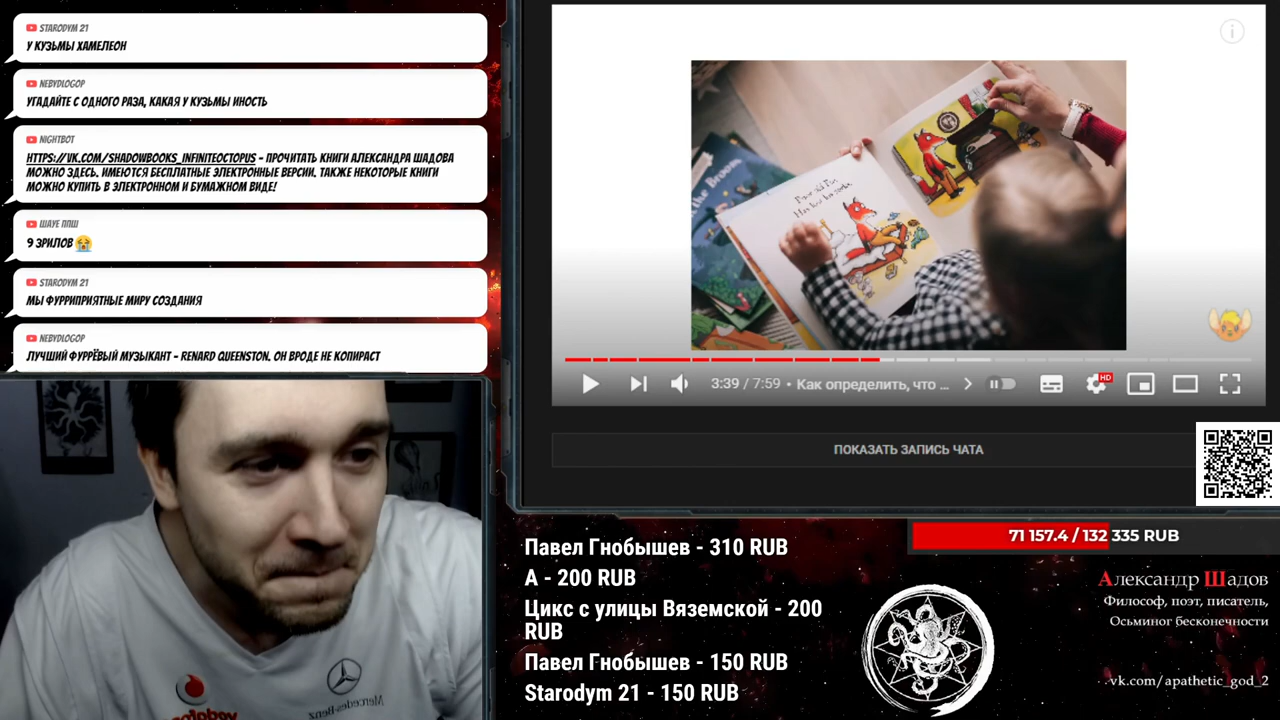 STARODYM 21
У КУЗЬМЫ ХАМЕЛЕОН
NEBYDLOGOP
УГАДАЙТЕ С ОДНОГО РАЗА, КАКАЯ У КУЗЬМЫ ИНОСТЬ
NIGHTBOT
HTTPS://VK.COM/SHADOWBOOKS_INFINITEOCTOPUS - ПРОЧИТАТЬ КНИГИ АЛЕКСАНДРА ШАДОВА
МОЖНО ЗДЕСЬ. ИМЕЮТСЯ БЕСПЛАТНЫЕ ЭЛЕКТРОННЫЕ ВЕРСИИ. ТАКЖЕ НЕКОТОРЫЕ КНИГИ
МОЖНО КУПИТЬ В ЭЛЕКТРОННОМ И БУМАЖНОМ ВИДЕ!
ШАУЕ ППШ
9 ЗРИЛОВ😭
STARODYM 21
МЫ ФУРРИПРИЯТНЫЕ МИРУ СОЗДАНИЯ
NEBYDLOGOP
ЛУЧШИЙ ФУРРЁВЫЙ МУЗЫКАНТ - RENARD QUEENSTON. ОН ВРОДЕ НЕ КОПИРАСТ
3:39 / 7:59 • Как определить, что ...
HD
ПОКАЗАТЬ ЗАПИСЬ ЧАТА
71 157.4 / 132 335 RUB
Павел Гнобышев - 310 RUB
А - 200 RUB
Цикс с улицы Вяземской - 200
RUB
Павел Гнобышев - 150 RUB
Starodym 21 - 150 RUB
Александр Шадов
Философ, поэт, писатель,
Осьминог бесконечности
vk.com/apathetic_god_2
vodafone
Mercedes-Benz